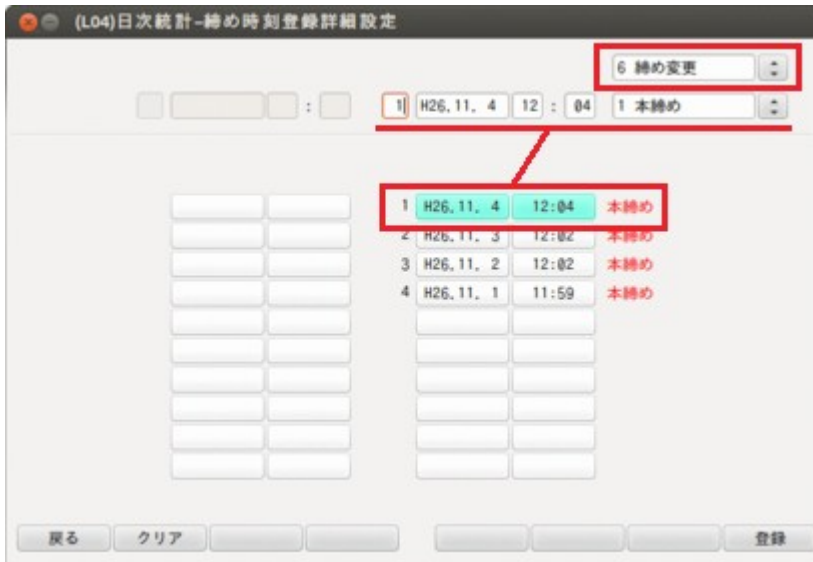 (L04)日次統計-締め時刻登録詳細設定
6 締め変更
: 1 H26.11. 4 12 : 04 1 本締め
1 H26.11. 4 12:04 本締め
2 H26.11. 3 12:02 本締め
3 H26.11. 2 12:02 本締め
4 H26.11. 1 11:59 本締め
戻る クリア 登録